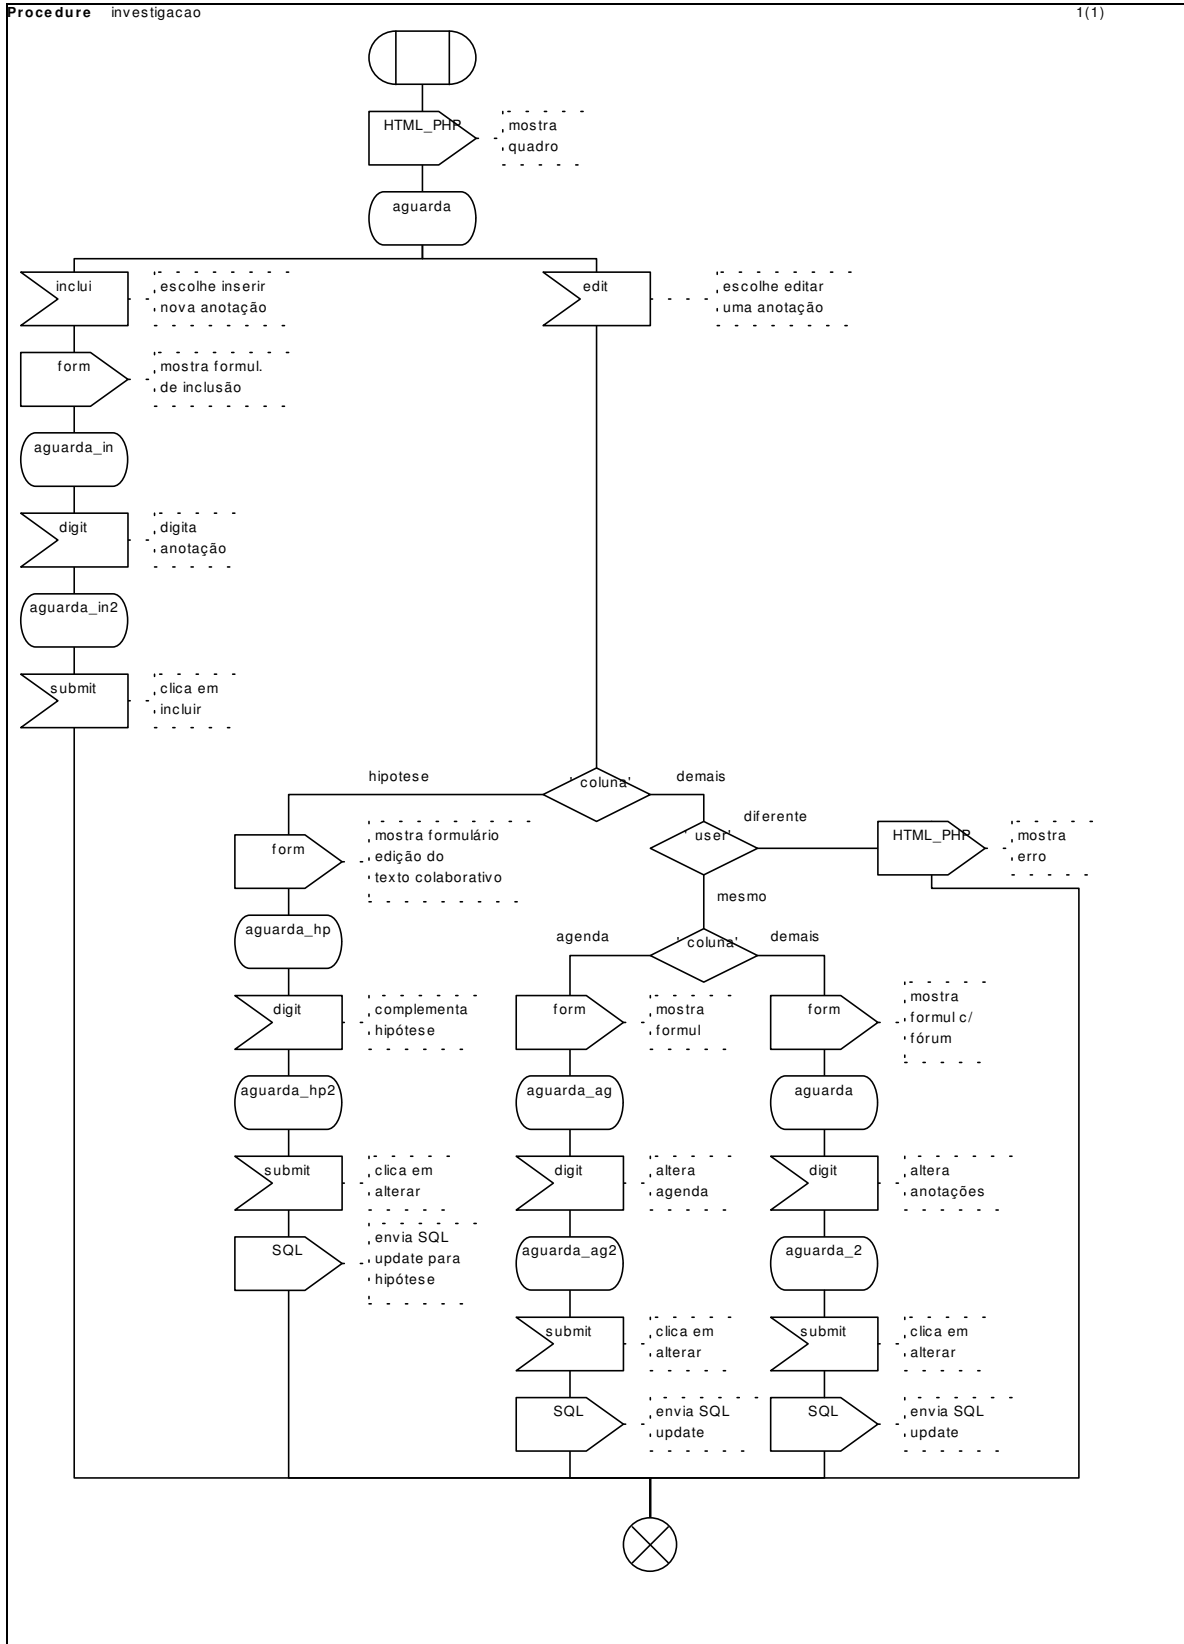 Procedure investigacao 1(1)
HTML_PHP
mostra
quadro
aguarda
inclui
escolhe inserir
nova anotação
edit
escolhe editar
uma anotação
form
mostra formul.
de inclusão
aguarda_in
digit
digita
anotação
aguarda_in2
submit
clica em
incluir
hipotese
'coluna'
demais
diferente
form
mostra formulário
edição do
texto colaborativo
'user'
HTML_PHP
mostra
erro
mesmo
aguarda_hp
agenda
'coluna'
demais
digit
complementa
hipótese
form
mostra
formul
form
mostra
formul c/
fórum
aguarda_hp2
aguarda_ag
aguarda
submit
clica em
alterar
digit
altera
agenda
digit
altera
anotações
SQL
envia SQL
update para
hipótese
aguarda_ag2
aguarda_2
submit
clica em
alterar
submit
clica em
alterar
SQL
envia SQL
update
SQL
envia SQL
update